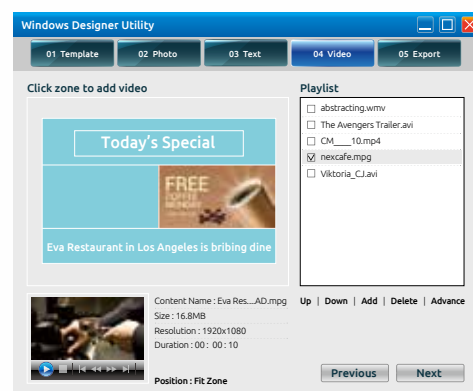 Windows Designer Utility
01 Template
02 Photo
03 Text
04 Video
05 Export
Click zone to add video
Playlist
Today's Special
FREE
COFFEE
MONDAY
Eva Restaurant in Los Angeles is bribing dine
abstracting.wmv
The Avengers Trailer.avi
CM____10.mp4
nexcafe.mpg
Viktoria_CJ.avi
Content Name : Eva Res....AD.mpg
Size : 16.8MB
Resolution : 1920x1080
Duration : 00 : 00 : 10
Position : Fit Zone
Up | Down | Add | Delete | Advance
Previous
Next